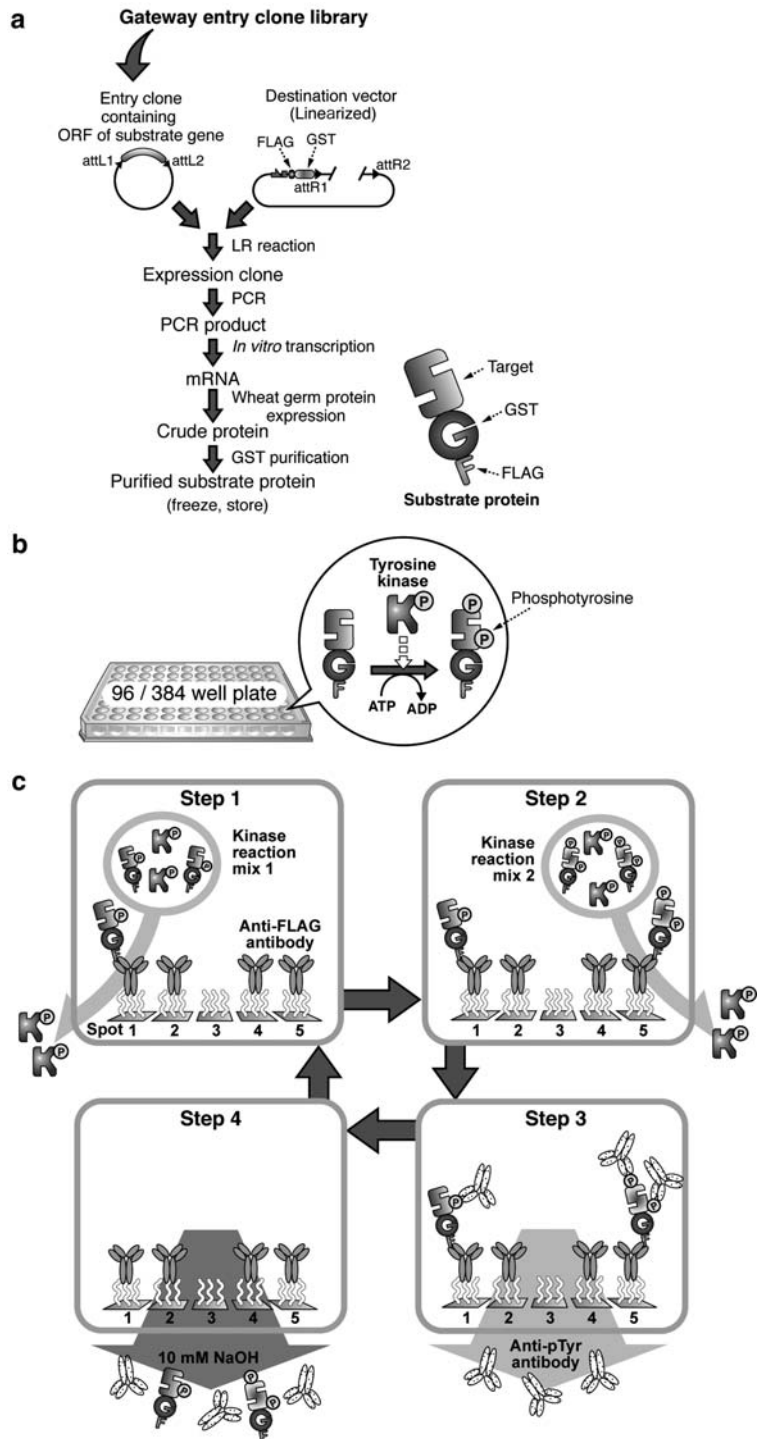 a
Gateway entry clone library
Entry clone
containing
ORF of substrate gene
attL1
attL2
Destination vector
(Linearized)
FLAG
GST
attR1
attR2
LR reaction
Expression clone
PCR
PCR product
In vitro transcription
mRNA
Wheat germ protein
expression
Crude protein
GST purification
Purified substrate protein
(freeze, store)
Target
G
GST
F
FLAG
Substrate protein
b
96 / 384 well plate
Tyrosine
kinase
K P
S
G
F
ATP
ADP
P
S P
G
F
Phosphotyrosine
c
Step 1
Kinase
reaction
mix 1
Anti-FLAG
antibody
Spot
1 2 3 4 5
K P
K P
Step 2
Kinase
reaction
mix 2
1 2 3 4 5
K P
K P
Step 4
1 2 3 4 5
10 mM NaOH
Step 3
1 2 3 4 5
Anti-pTyr
antibody